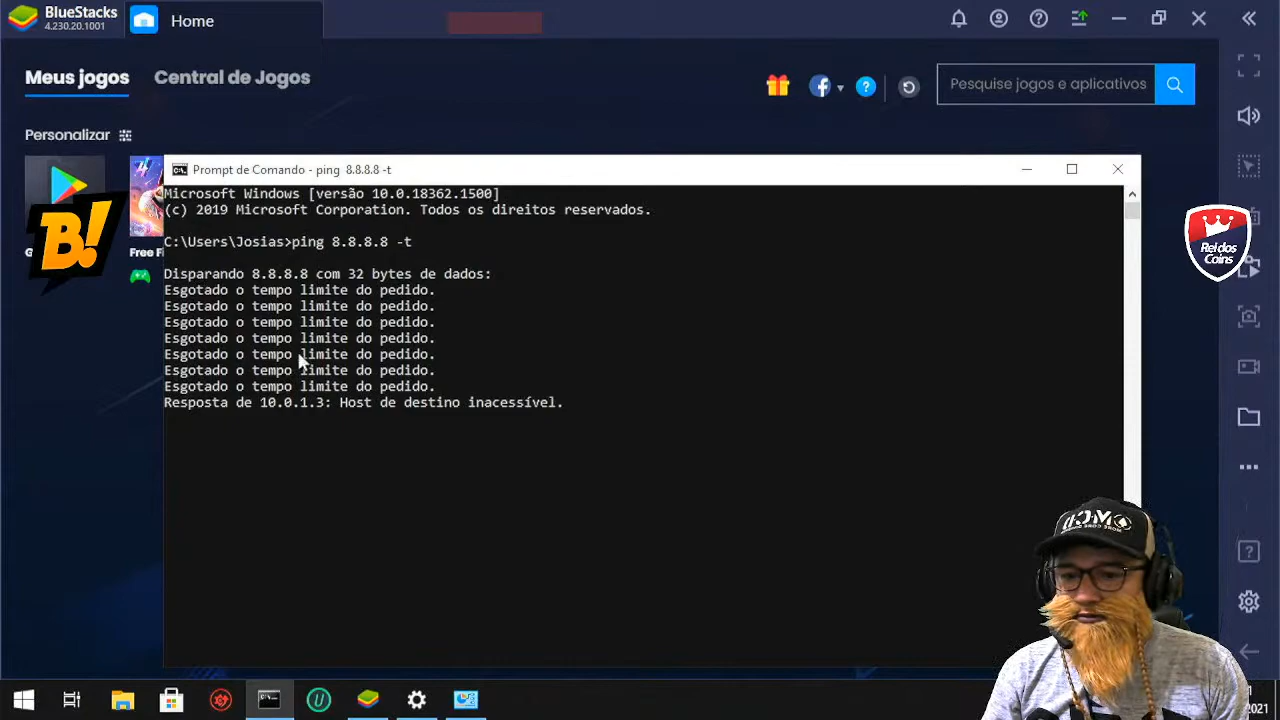 BlueStacks
4.230.20.1001
Home
Meus jogos
Central de Jogos
Pesquise jogos e aplicativos
Personalizar
Prompt de Comando - ping 8.8.8.8 -t
Microsoft Windows [versão 10.0.18362.1500]
(c) 2019 Microsoft Corporation. Todos os direitos reservados.
C:\Users\Josias>ping 8.8.8.8 -t
Disparando 8.8.8.8 com 32 bytes de dados:
Esgotado o tempo limite do pedido.
Esgotado o tempo limite do pedido.
Esgotado o tempo limite do pedido.
Esgotado o tempo limite do pedido.
Esgotado o tempo limite do pedido.
Esgotado o tempo limite do pedido.
Esgotado o tempo limite do pedido.
Resposta de 10.0.1.3: Host de destino inacessível.
B!
Free Fi
Rei dos
Coins
2021